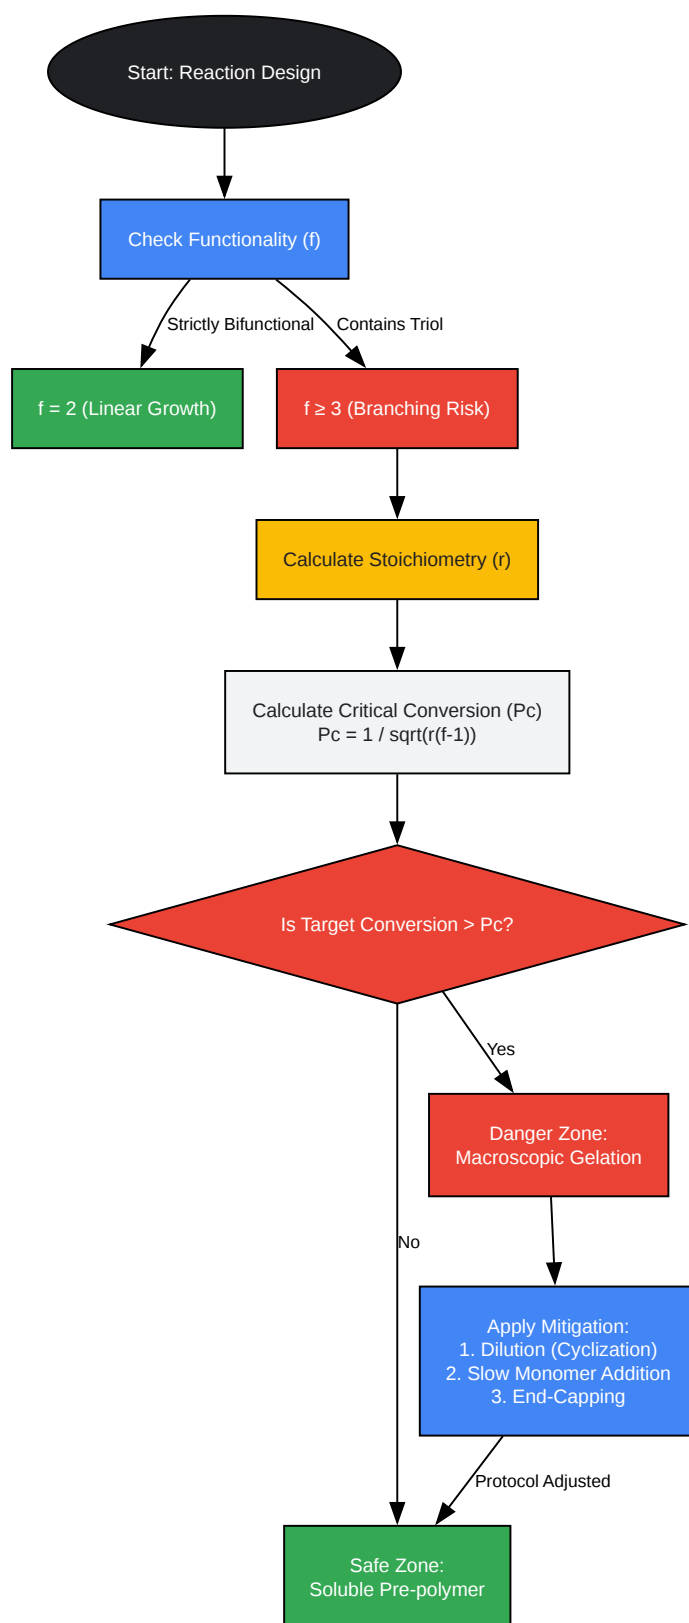 Start: Reaction Design
Check Functionality (f)
Strictly Bifunctional
Contains Triol
f = 2 (Linear Growth)
f ≥ 3 (Branching Risk)
Calculate Stoichiometry (r)
Calculate Critical Conversion (Pc)
Pc = 1 / sqrt(r(f-1))
Is Target Conversion > Pc?
Yes
Danger Zone:
Macroscopic Gelation
No
Apply Mitigation:
1. Dilution (Cyclization)
2. Slow Monomer Addition
3. End-Capping
Protocol Adjusted
Safe Zone:
Soluble Pre-polymer